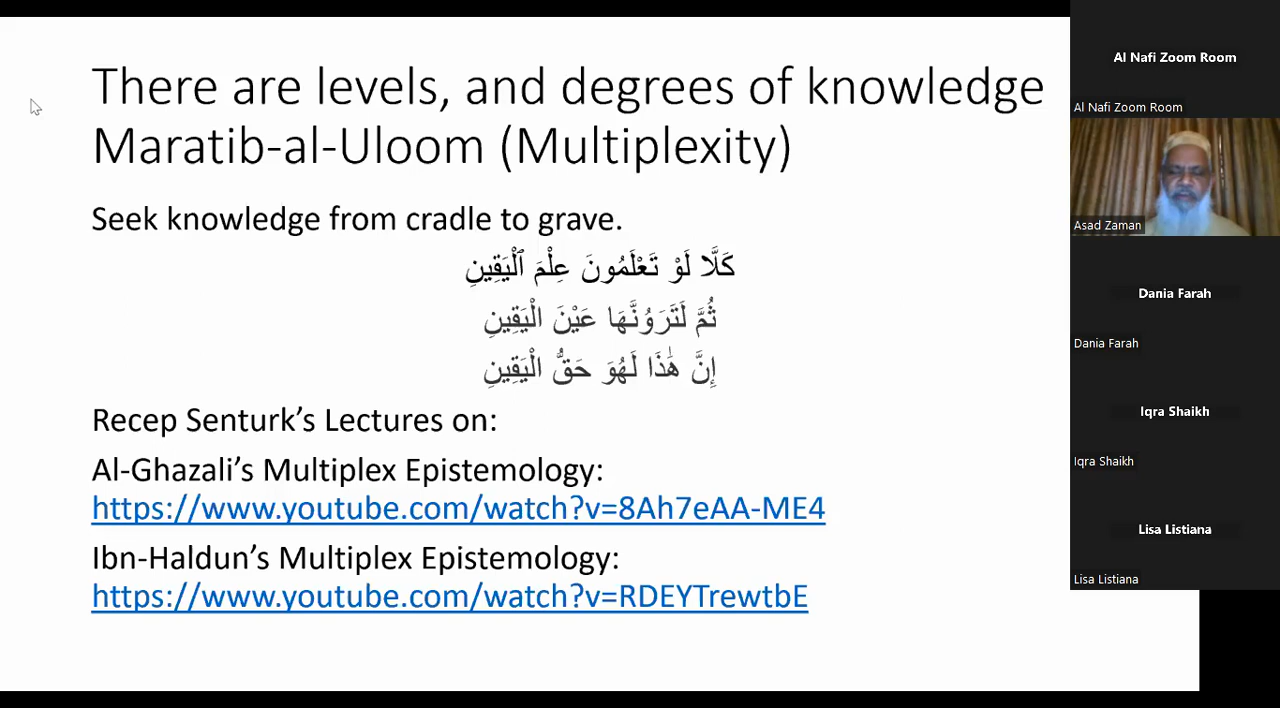 There are levels, and degrees of knowledge
Maratib-al-Uloom (Multiplexity)
Seek knowledge from cradle to grave.
كَلَّا لَوْ تَعْلَمُونَ عِلْمَ ٱلْيَقِينِ
ثُمَّ لَتَرَوُنَّهَا عَيْنَ الْيَقِينِ
إِنَّ هَٰذَا لَهُوَ حَقُّ الْيَقِينِ
Recep Senturk’s Lectures on:
Al-Ghazali’s Multiplex Epistemology:
https://www.youtube.com/watch?v=8Ah7eAA-ME4
Ibn-Haldun’s Multiplex Epistemology:
https://www.youtube.com/watch?v=RDEYTrewtbE
Al Nafi Zoom Room
Al Nafi Zoom Room
Asad Zaman
Dania Farah
Dania Farah
Iqra Shaikh
Iqra Shaikh
Lisa Listiana
Lisa Listiana